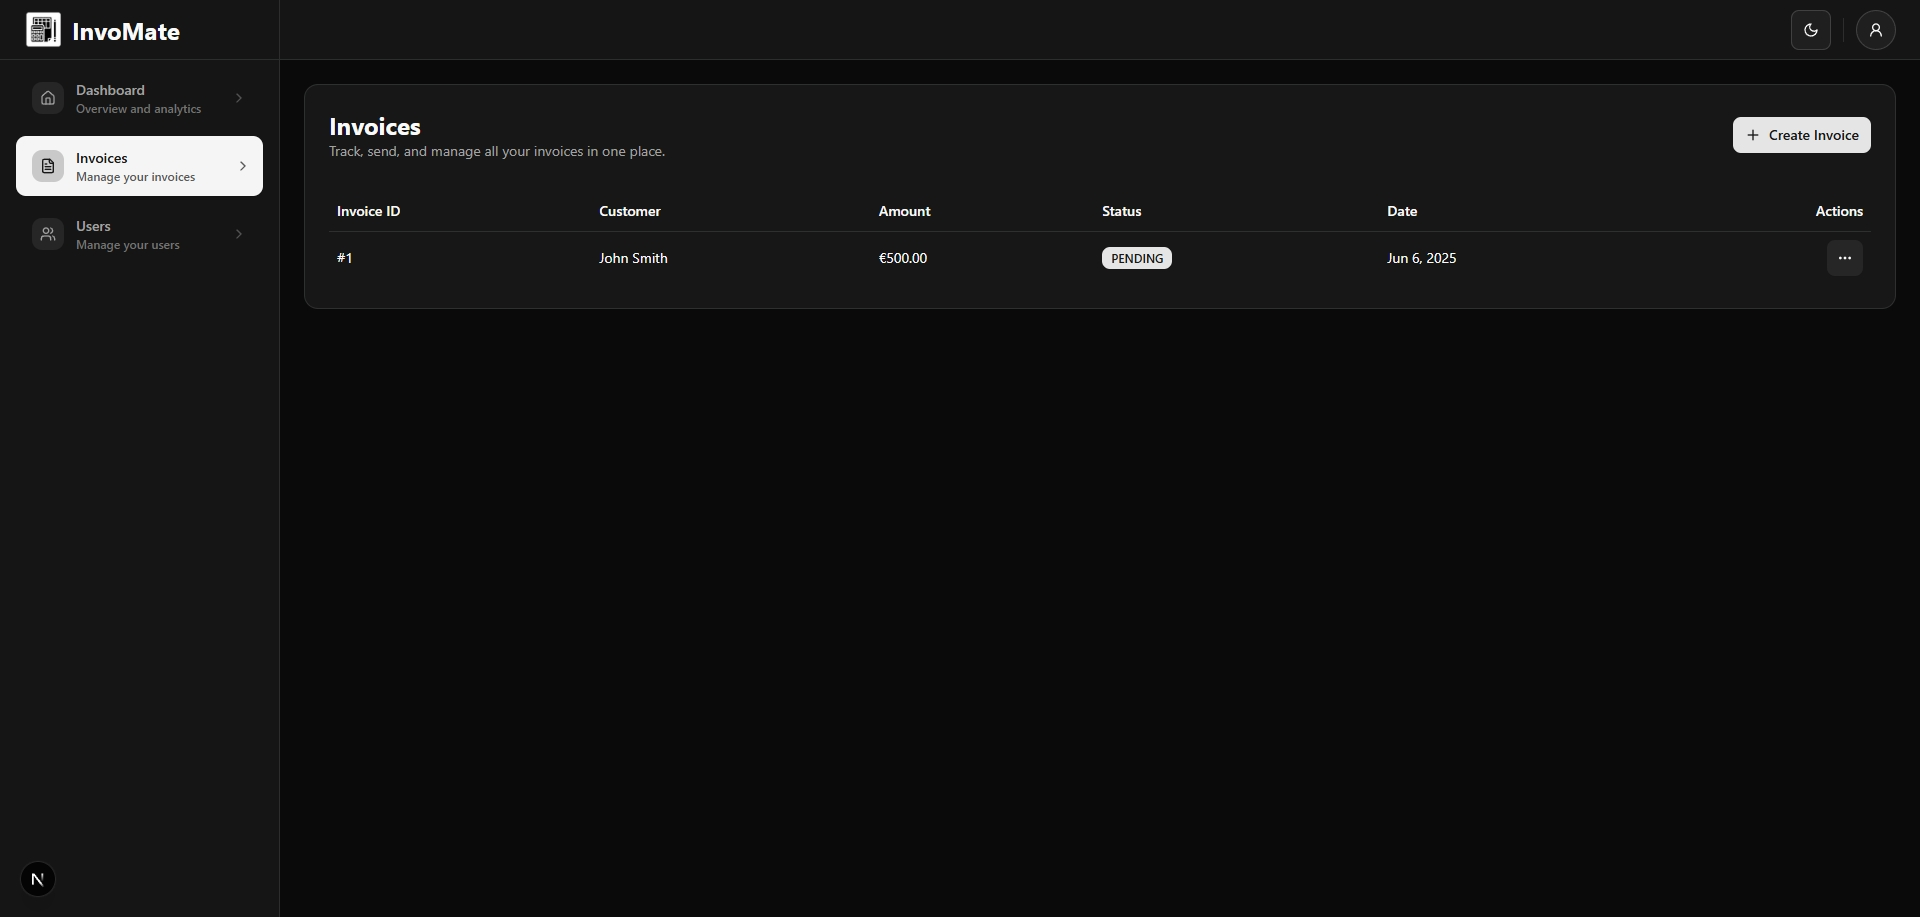 InvoMate
Dashboard
Overview and analytics
Invoices
Manage your invoices
Users
Manage your users
Invoices
Track, send, and manage all your invoices in one place.
Create Invoice
Invoice ID Customer Amount Status Date Actions
#1 John Smith €500.00 PENDING Jun 6, 2025
N